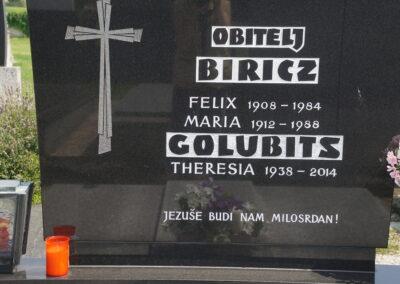 OBITELJ
BIRICZ
FELIX 1908 – 1984
MARIA 1912 – 1988
GOLUBITS
THERESIA 1938 – 2014
JEZUŠE BUDI NAM MILOSRDAN!